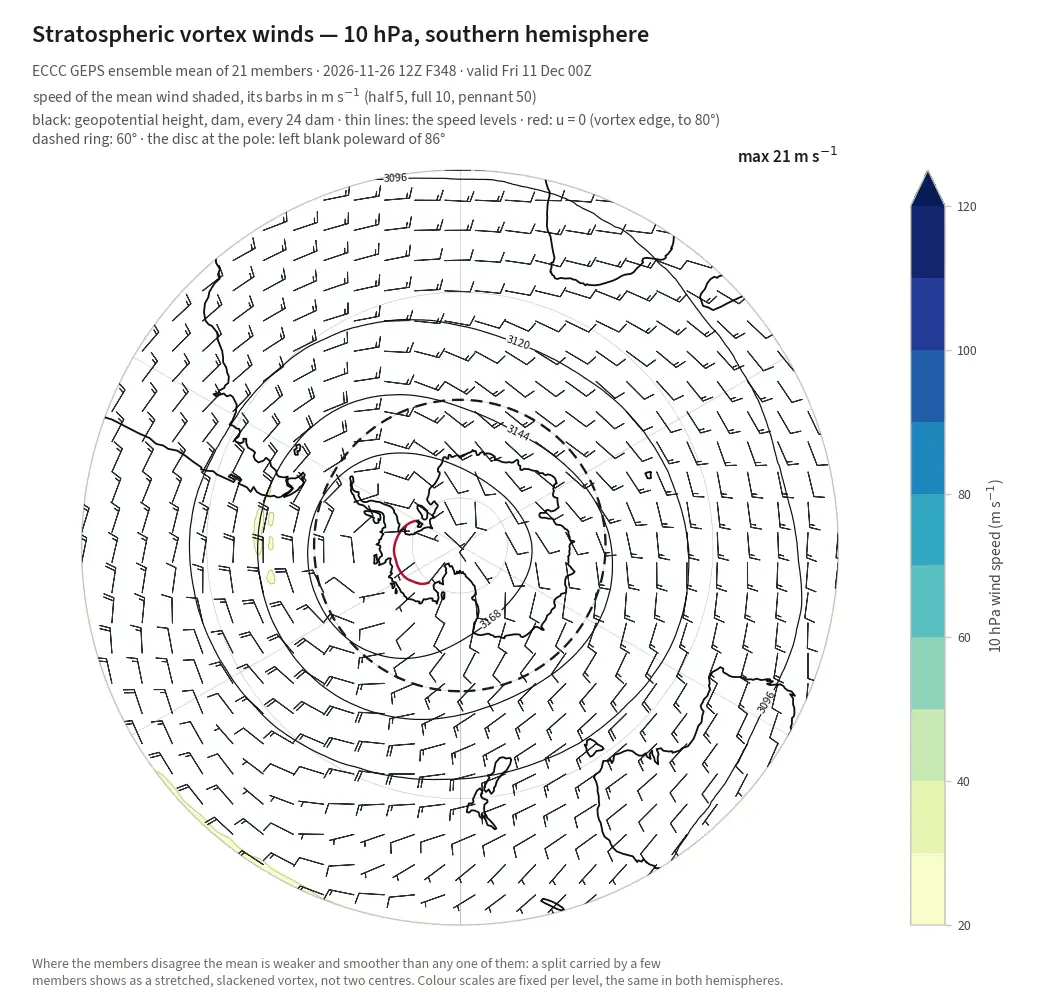 Stratospheric vortex winds — 10 hPa, southern hemisphere
ECCC GEPS ensemble mean of 21 members · 2026-11-26 12Z F348 · valid Fri 11 Dec 00Z
speed of the mean wind shaded, its barbs in m s⁻¹ (half 5, full 10, pennant 50)
black: geopotential height, dam, every 24 dam · thin lines: the speed levels · red: u = 0 (vortex edge, to 80°)
dashed ring: 60° · the disc at the pole: left blank poleward of 86°
max 21 m s⁻¹
3096
3120
3144
3168
3096
120
100
80
60
40
20
10 hPa wind speed (m s⁻¹)
Where the members disagree the mean is weaker and smoother than any one of them: a split carried by a few
members shows as a stretched, slackened vortex, not two centres. Colour scales are fixed per level, the same in both hemispheres.